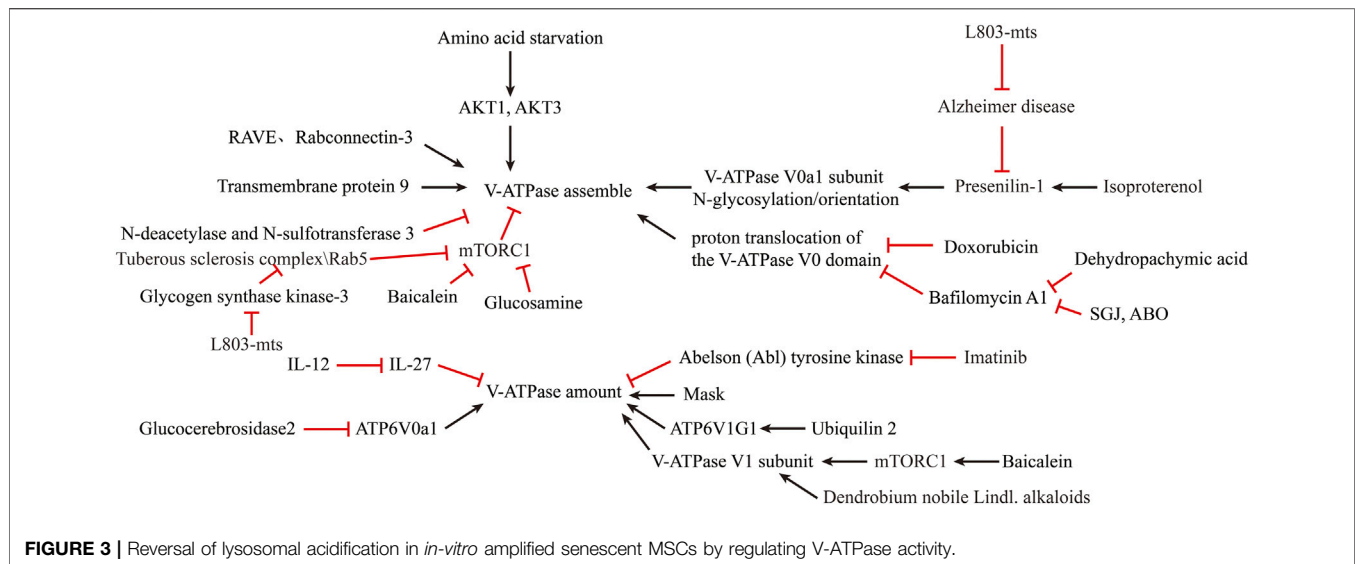 Amino acid starvation
L803-mts
AKT1, AKT3
Alzheimer disease
RAVE、Rabconnectin-3
Transmembrane protein 9
V-ATPase assemble
V-ATPase V0a1 subunit
N-glycosylation/orientation
Presenilin-1
Isoproterenol
N-deacetylase and N-sulfotransferase 3
Tuberous sclerosis complex\Rab5
mTORC1
proton translocation of
the V-ATPase V0 domain
Doxorubicin
Dehydropachymic acid
Glycogen synthase kinase-3
Baicalein
Glucosamine
Bafilomycin A1
SGJ, ABO
L803-mts
IL-12
IL-27
Abelson (Abl) tyrosine kinase
Imatinib
V-ATPase amount
Mask
Glucocerebrosidase2
ATP6V0a1
ATP6V1G1
Ubiquilin 2
V-ATPase V1 subunit
mTORC1
Baicalein
Dendrobium nobile Lindl. alkaloids
FIGURE 3 | Reversal of lysosomal acidification in in-vitro amplified senescent MSCs by regulating V-ATPase activity.